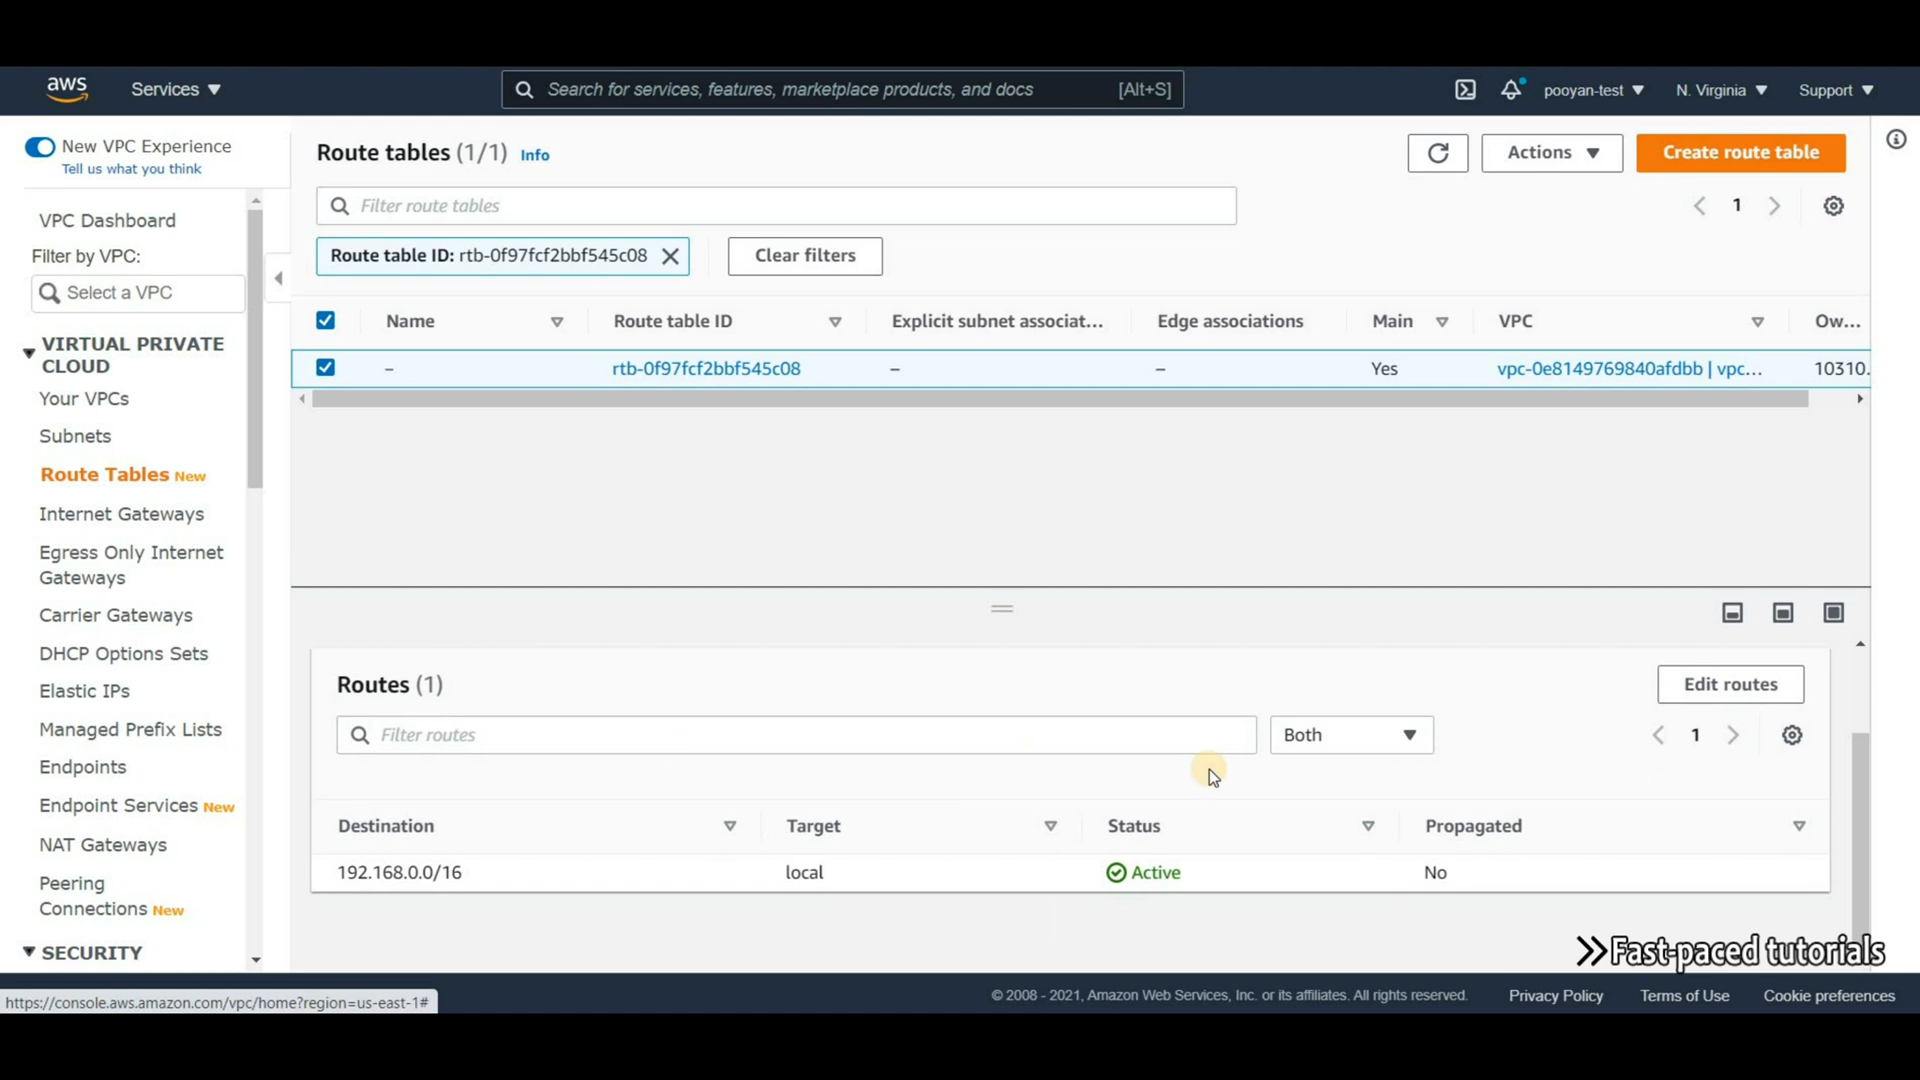 aws
Services
Search for services, features, marketplace products, and docs
[Alt+S]
pooyan-test
N. Virginia
Support
New VPC Experience
Tell us what you think
VPC Dashboard
Filter by VPC:
Select a VPC
VIRTUAL PRIVATE
CLOUD
Your VPCs
Subnets
Route Tables New
Internet Gateways
Egress Only Internet
Gateways
Carrier Gateways
DHCP Options Sets
Elastic IPs
Managed Prefix Lists
Endpoints
Endpoint Services New
NAT Gateways
Peering
Connections New
SECURITY
Route tables (1/1) Info
Actions
Create route table
Filter route tables
1
Route table ID: rtb-0f97fcf2bbf545c08
Clear filters
Name Route table ID Explicit subnet associat... Edge associations Main VPC Ow...
– rtb-0f97fcf2bbf545c08 – – Yes vpc-0e8149769840afdbb | vpc... 10310.
Routes (1)
Edit routes
Filter routes
Both
1
Destination Target Status Propagated
192.168.0.0/16 local Active No
Fast-paced tutorials
https://console.aws.amazon.com/vpc/home?region=us-east-1#
© 2008 - 2021, Amazon Web Services, Inc. or its affiliates. All rights reserved.
Privacy Policy
Terms of Use
Cookie preferences